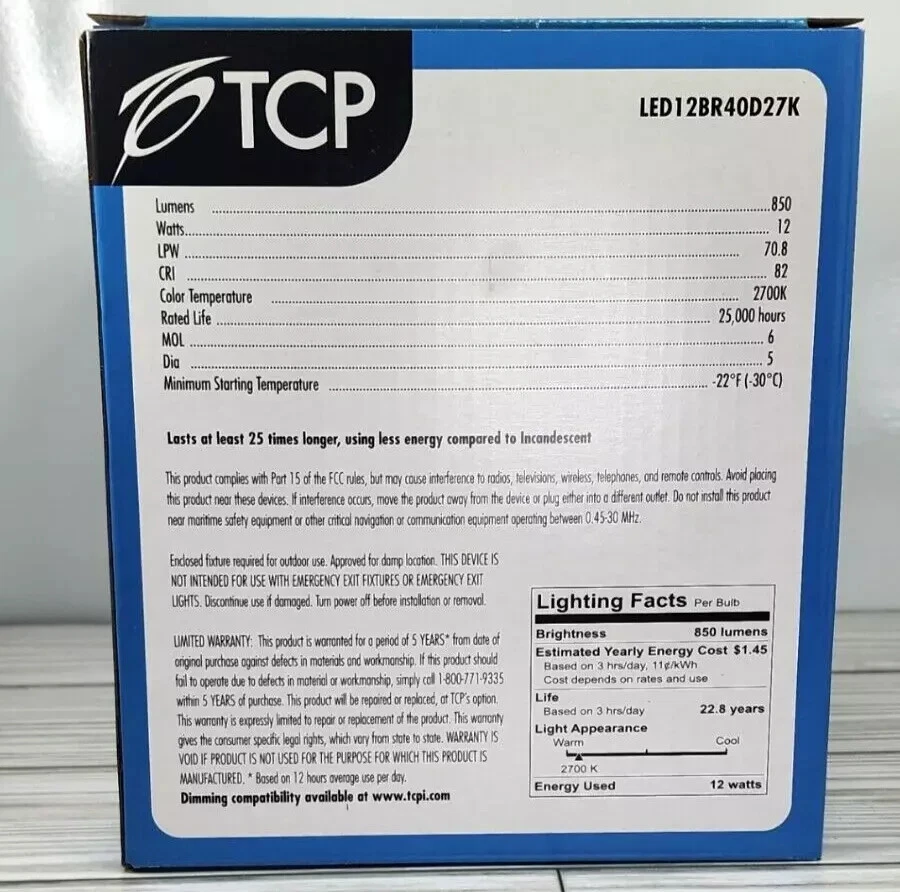 TCP
LED12BR40D27K
Lumens 850
Watts 12
LPW 70.8
CRI 82
Color Temperature 2700K
Rated Life 25,000 hours
MOL 6
Dia 5
Minimum Starting Temperature -22°F (-30°C)
Lasts at least 25 times longer, using less energy compared to Incandescent
This product complies with Part 15 of the FCC rules, but may cause interference to radios, televisions, wireless, telephones, and remote controls. Avoid placing
this product near these devices. If interference occurs, move the product away from the device or plug either into a different outlet. Do not install this product
near maritime safety equipment or other critical navigation or communication equipment operating between 0.45-30 MHz.
Enclosed fixture required for outdoor use. Approved for damp location. THIS DEVICE IS
NOT INTENDED FOR USE WITH EMERGENCY EXIT FIXTURES OR EMERGENCY EXIT
LIGHTS. Discontinue use if damaged. Turn power off before installation or removal.
LIMITED WARRANTY: This product is warranted for a period of 5 YEARS* from date of
original purchase against defects in materials and workmanship. If this product should
fail to operate due to defects in material or workmanship, simply call 1-800-771-9335
within 5 YEARS of purchase. This product will be repaired or replaced, at TCP's option.
This warranty is expressly limited to repair or replacement of the product. This warranty
gives the consumer specific legal rights, which vary from state to state. WARRANTY IS
VOID IF PRODUCT IS NOT USED FOR THE PURPOSE FOR WHICH THIS PRODUCT IS
MANUFACTURED. * Based on 12 hours average use per day.
Dimming compatibility available at www.tcpi.com
Lighting Facts Per Bulb
Brightness 850 lumens
Estimated Yearly Energy Cost $1.45
Based on 3 hrs/day, 11¢/kWh
Cost depends on rates and use
Life
Based on 3 hrs/day 22.8 years
Light Appearance
Warm Cool
2700 K
Energy Used 12 watts